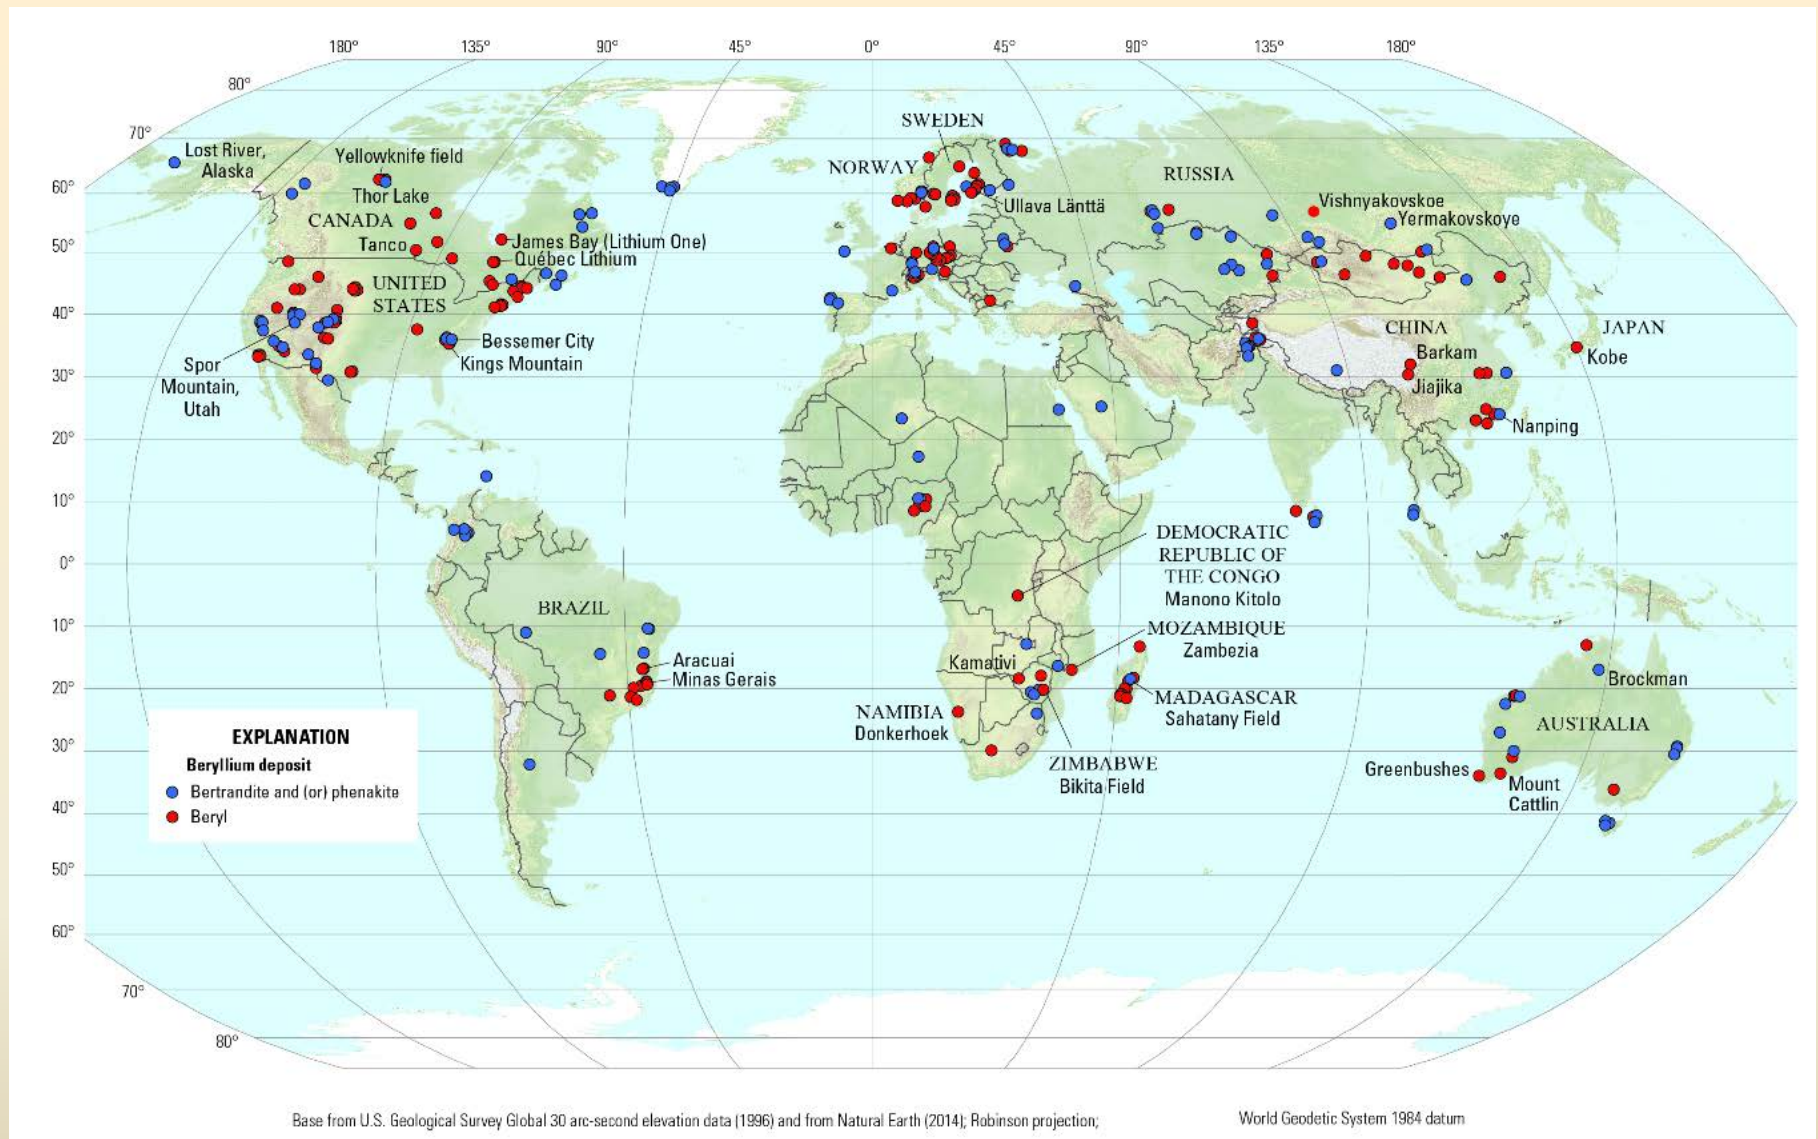 180° 135° 90° 45° 0° 45° 90° 135° 180°
80°
70°
60°
50°
40°
30°
20°
10°
0°
10°
20°
30°
40°
50°
60°
70°
80°
Lost River,
Alaska
Yellowknife field
Thor Lake
CANADA
Tanco
James Bay (Lithium One)
Québec Lithium
UNITED
STATES
Bessemer City
Kings Mountain
Spor
Mountain,
Utah
SWEDEN
NORWAY
Ullava Länttä
RUSSIA
Vishnyakovskoe
Yermakovskoye
CHINA
Barkam
Jiajika
JAPAN
Kobe
Nanping
BRAZIL
Aracuai
Minas Gerais
DEMOCRATIC
REPUBLIC OF
THE CONGO
Manono Kitolo
MOZAMBIQUE
Zambezia
Kamativi
MADAGASCAR
Sahatany Field
NAMIBIA
Donkerhoek
ZIMBABWE
Bikita Field
Brockman
AUSTRALIA
Greenbushes
Mount
Cattlin
EXPLANATION
Beryllium deposit
Bertrandite and (or) phenakite
Beryl
Base from U.S. Geological Survey Global 30 arc-second elevation data (1996) and from Natural Earth (2014); Robinson projection; World Geodetic System 1984 datum